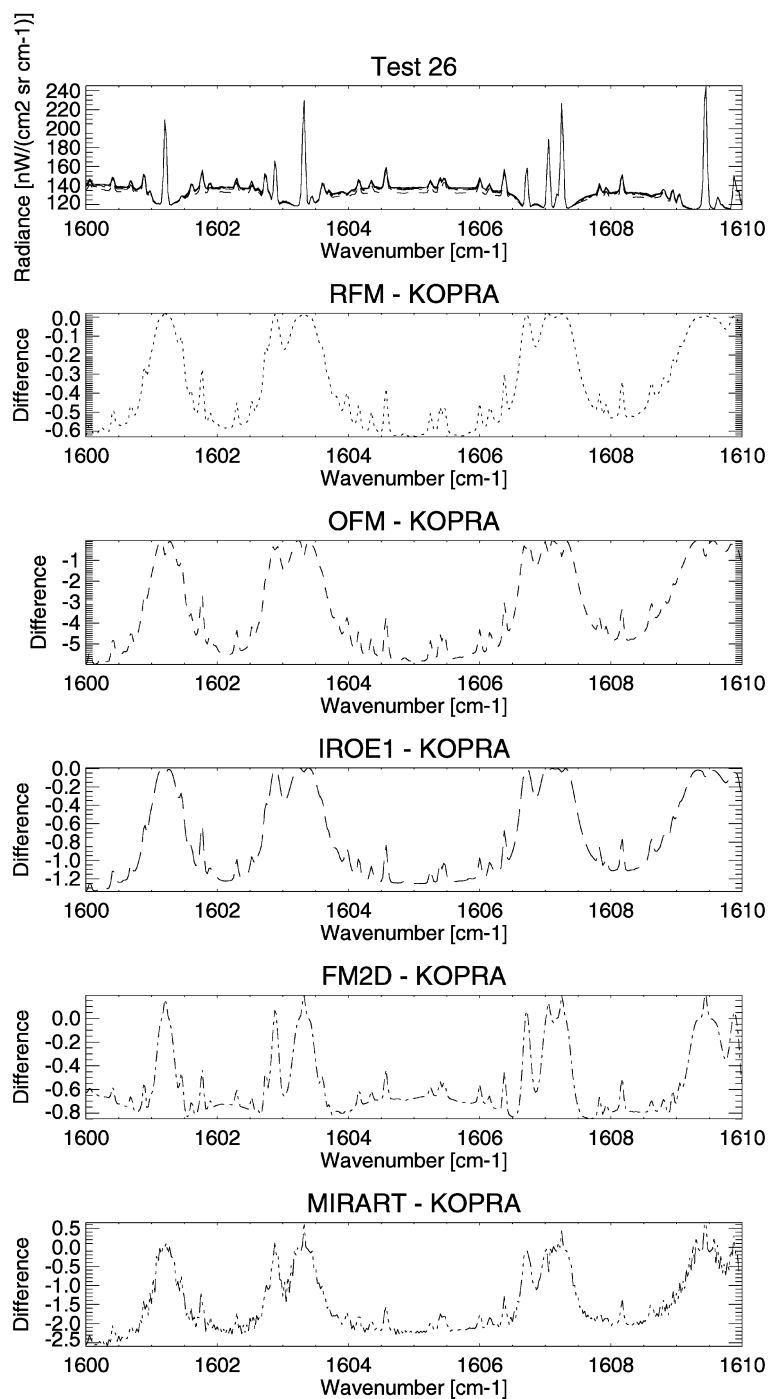 Test 26
Radiance [nW/(cm2 sr cm-1)]
240
220
200
180
160
140
120
1600 1602 1604 1606 1608 1610
Wavenumber [cm-1]
RFM - KOPRA
Difference
0.0
-0.1
-0.2
-0.3
-0.4
-0.5
-0.6
1600 1602 1604 1606 1608 1610
Wavenumber [cm-1]
OFM - KOPRA
Difference
-1
-2
-3
-4
-5
1600 1602 1604 1606 1608 1610
Wavenumber [cm-1]
IROE1 - KOPRA
Difference
0.0
-0.2
-0.4
-0.6
-0.8
-1.0
-1.2
1600 1602 1604 1606 1608 1610
Wavenumber [cm-1]
FM2D - KOPRA
Difference
0.0
-0.2
-0.4
-0.6
-0.8
1600 1602 1604 1606 1608 1610
Wavenumber [cm-1]
MIRART - KOPRA
Difference
0.5
0.0
-0.5
-1.0
-1.5
-2.0
-2.5
1600 1602 1604 1606 1608 1610
Wavenumber [cm-1]